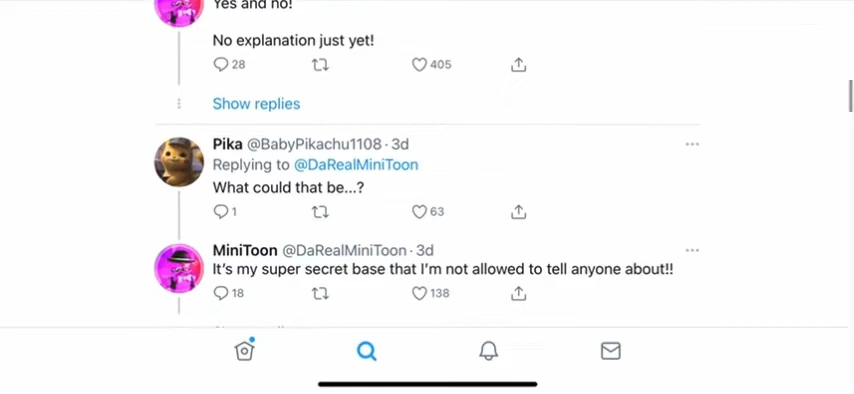 Yes and no!
No explanation just yet!
28 405
Show replies
Pika @BabyPikachu1108 · 3d
Replying to @DaRealMiniToon
What could that be...?
1 63
MiniToon @DaRealMiniToon · 3d
It's my super secret base that I'm not allowed to tell anyone about!!
18 138